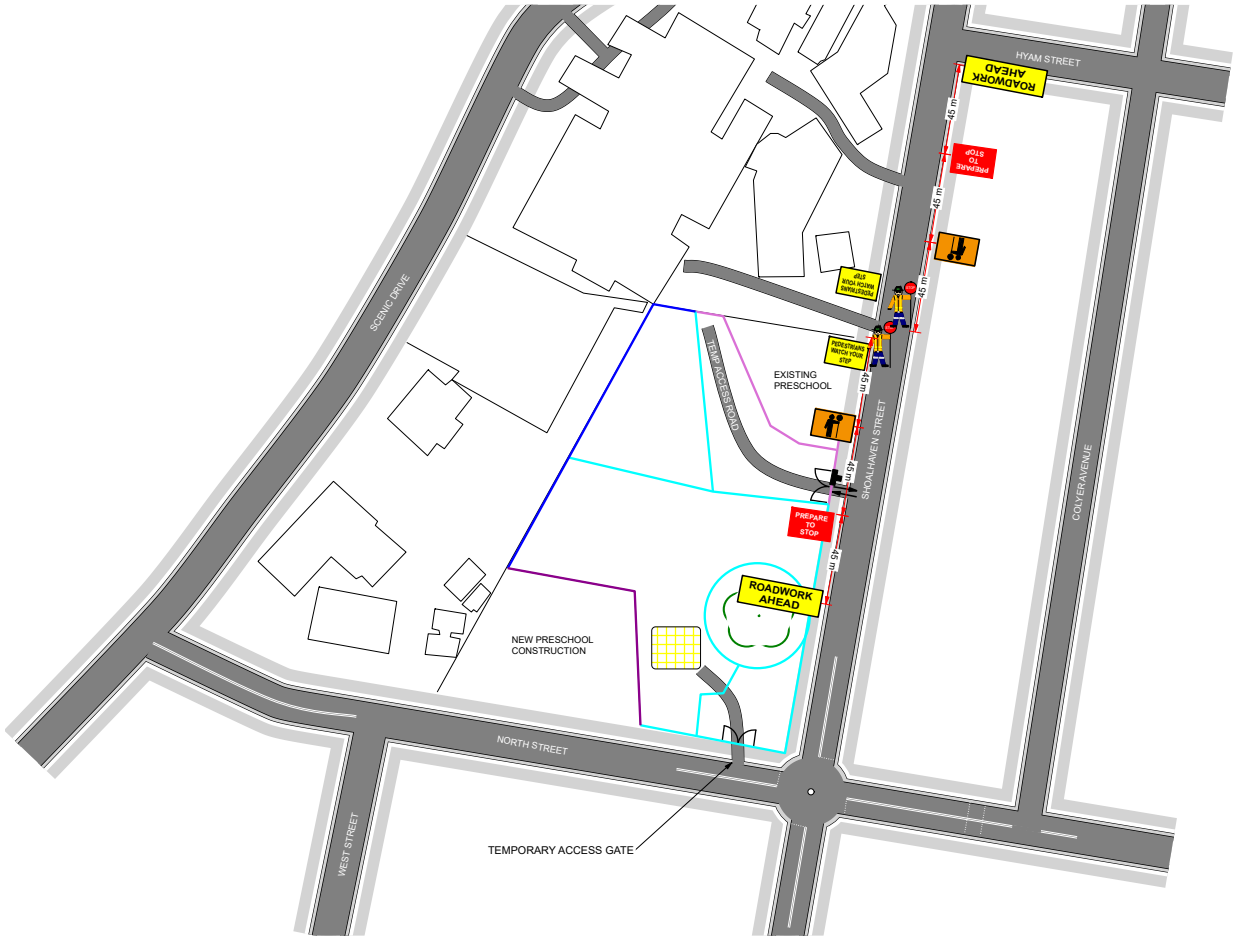 HYAM STREET
ROADWORK
AHEAD
45 m
PREPARE
TO
STOP
45 m
45 m
PEDESTRIANS
WATCH YOUR
STEP
STOP
PEDESTRIANS
WATCH YOUR
STEP
SCENIC DRIVE
TEMP ACCESS ROAD
EXISTING
PRESCHOOL
45 m
SHOALHAVEN STREET
45 m
COLYER AVENUE
PREPARE
TO
STOP
45 m
ROADWORK
AHEAD
NEW PRESCHOOL
CONSTRUCTION
NORTH STREET
WEST STREET
TEMPORARY ACCESS GATE